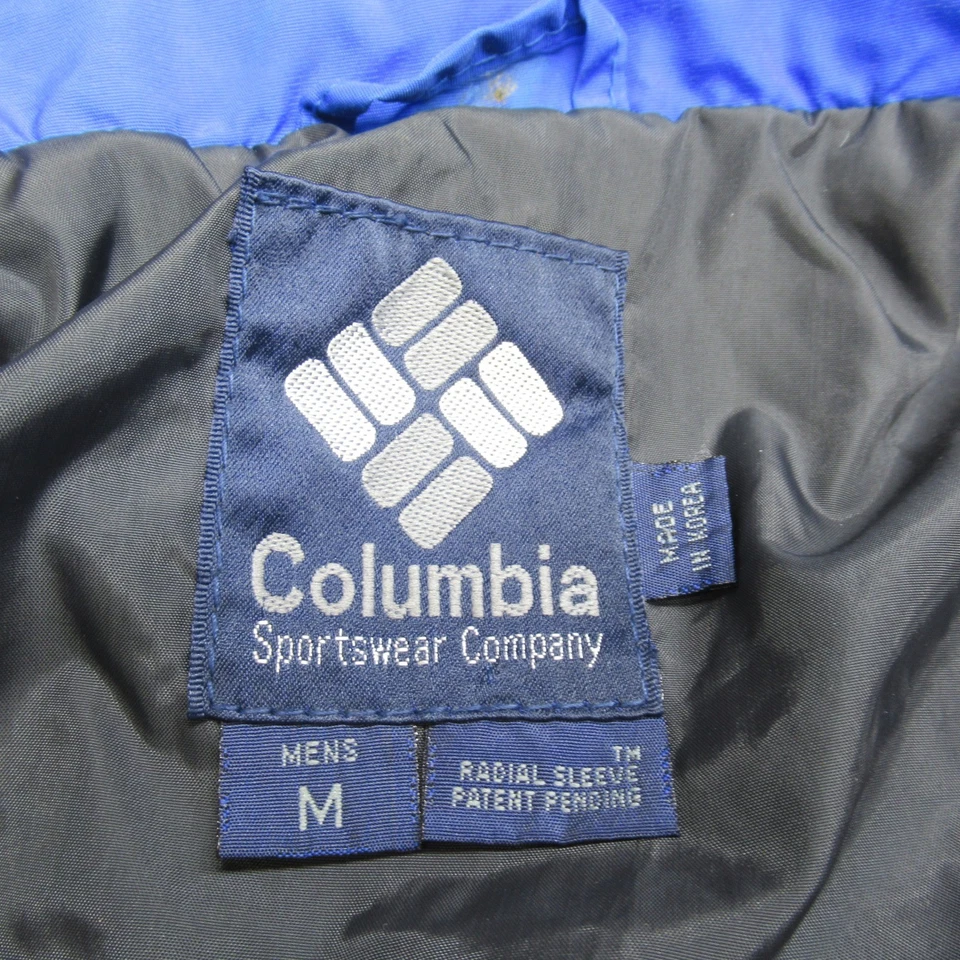 Columbia
Sportswear Company
MADE
IN KOREA
MENS
M
TM
RADIAL SLEEVE
PATENT PENDING